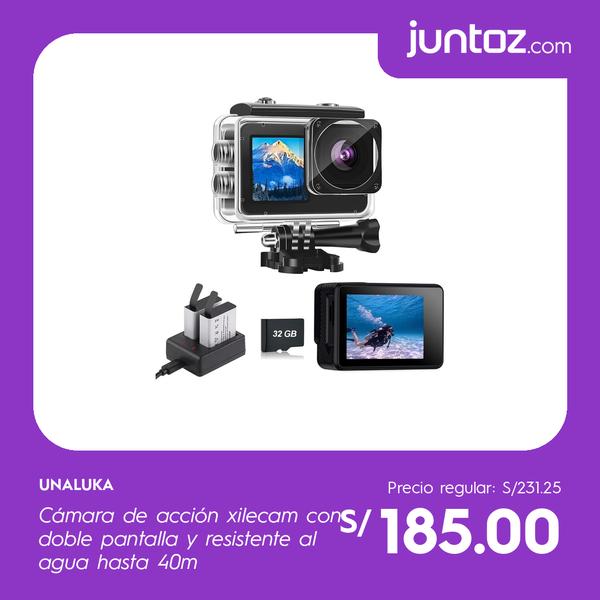 juntoz.com
32 GB
UNALUKA
Cámara de acción xilecam con
doble pantalla y resistente al
agua hasta 40m
Precio regular: S/231.25
S/185.00